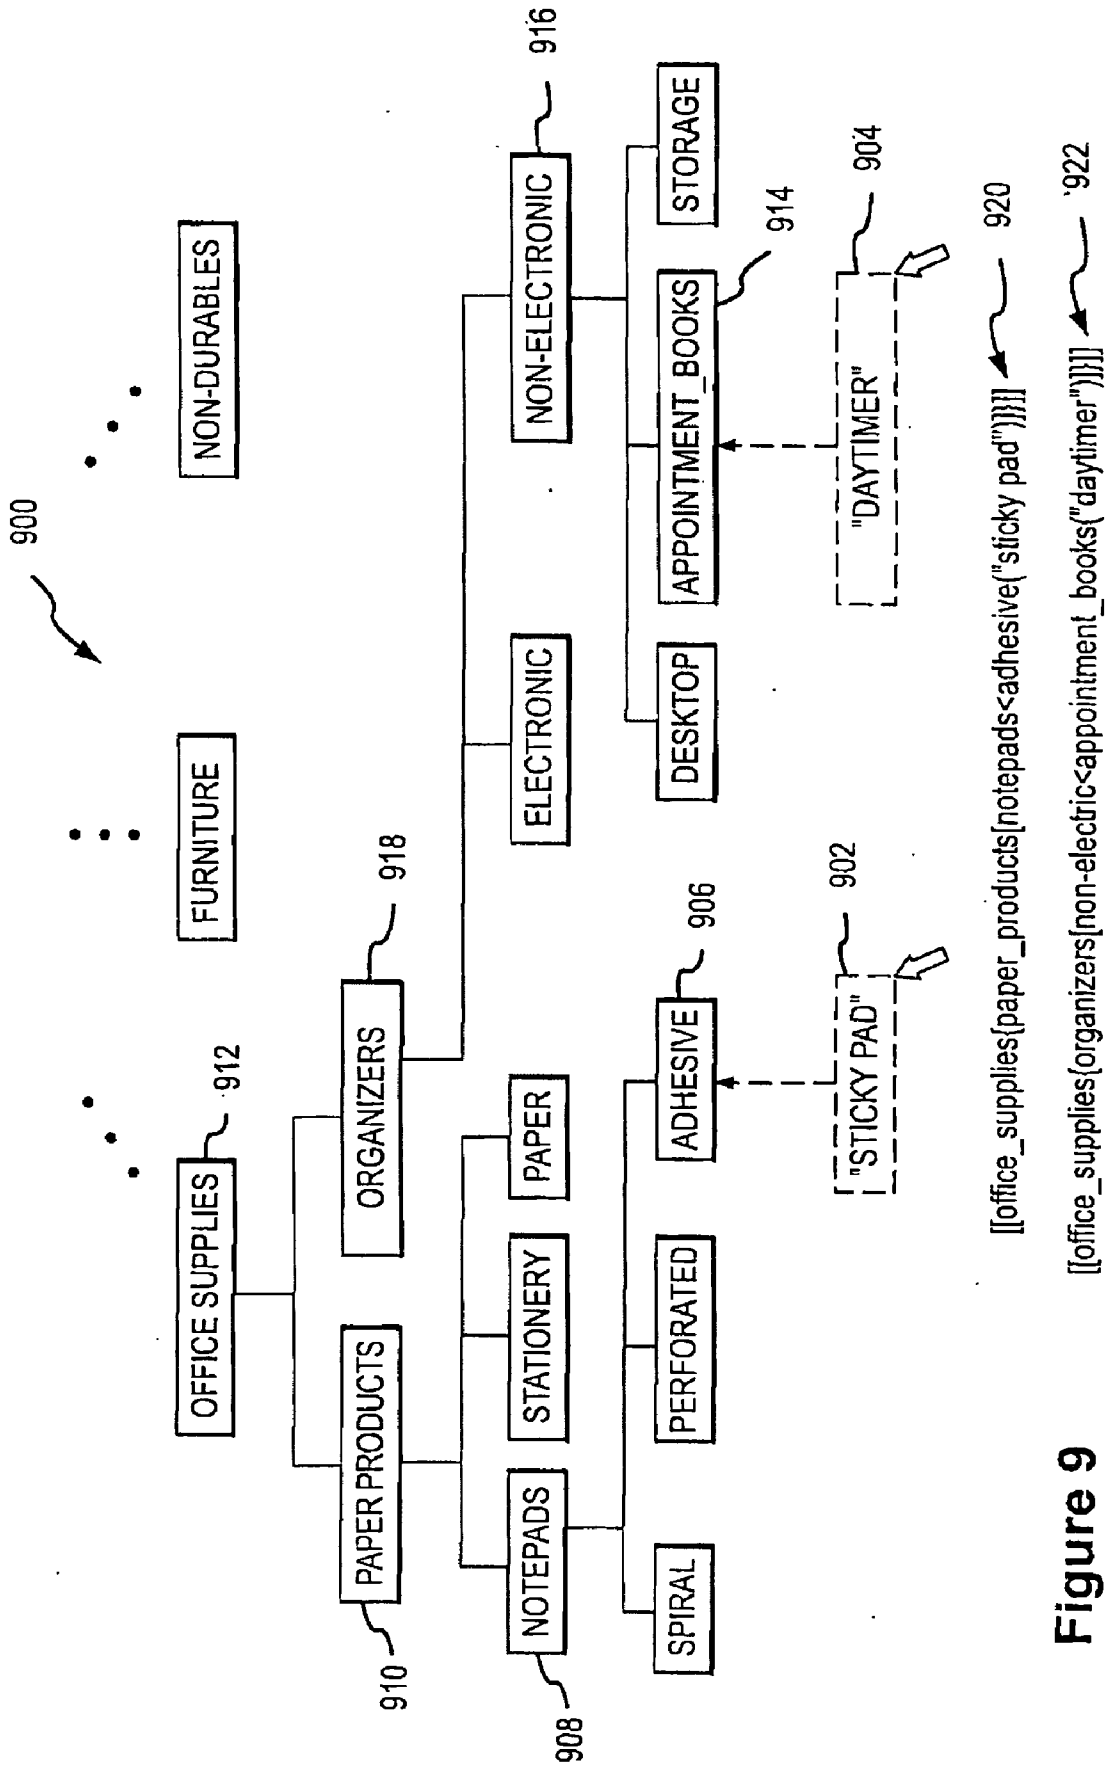 900
OFFICE SUPPLIES
912
FURNITURE
NON-DURABLES
910
PAPER PRODUCTS
ORGANIZERS
918
908
NOTEPADS
STATIONERY
PAPER
ELECTRONIC
NON-ELECTRONIC
916
SPIRAL
PERFORATED
ADHESIVE
906
DESKTOP
APPOINTMENT_BOOKS
914
STORAGE
"STICKY PAD"
902
"DAYTIMER"
904
[[office_supplies{paper_products[notepads<adhesive("sticky pad")]}]]
920
[[office_supplies{organizers[non-electric<appointment_books("daytimer")]}]]
922
Figure 9